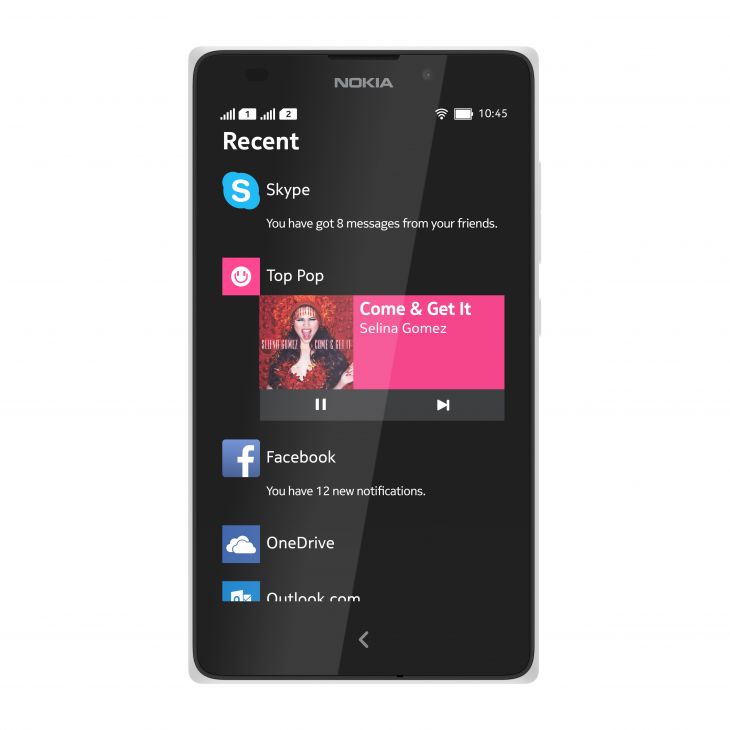 NOKIA
1 2 10:45
Recent
S Skype
You have got 8 messages from your friends.
Top Pop
Come & Get It
Selina Gomez
SELINA GOMEZ COME & GET IT
f Facebook
You have 12 new notifications.
OneDrive
Outlook.com